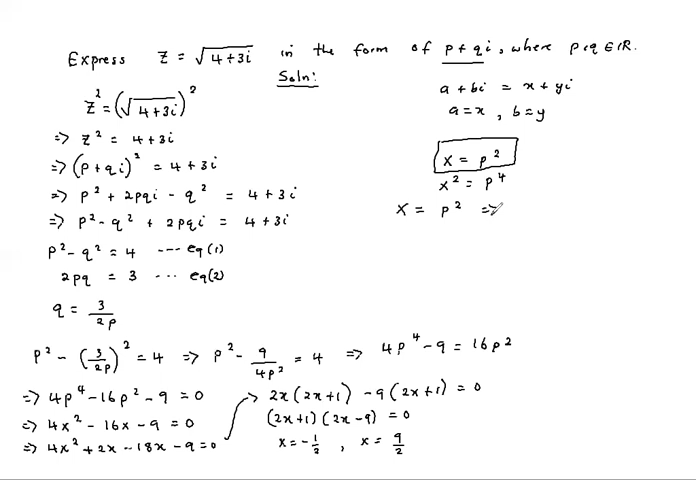 Express z = √(4+3i) in the form of p+qi, where p,q ∈ IR.
Soln:
z² = (√(4+3i))²
=> z² = 4+3i
=> (p+qi)² = 4+3i
=> p² + 2pqi - q² = 4+3i
=> p² - q² + 2pqi = 4+3i
p² - q² = 4 --- eq(1)
2pq = 3 --- eq(2)
q = 3/2p
a + bi = x + yi
a = x , b = y
x = p²
x² = p⁴
x = p² =>
p² - (3/2p)² = 4 => p² - 9/4p² = 4 => 4p⁴ - 9 = 16p²
=> 4p⁴ - 16p² - 9 = 0
=> 4x² - 16x - 9 = 0
=> 4x² + 2x - 18x - 9 = 0
2x(2x+1) - 9(2x+1) = 0
(2x+1)(2x-9) = 0
x = -1/2 , x = 9/2